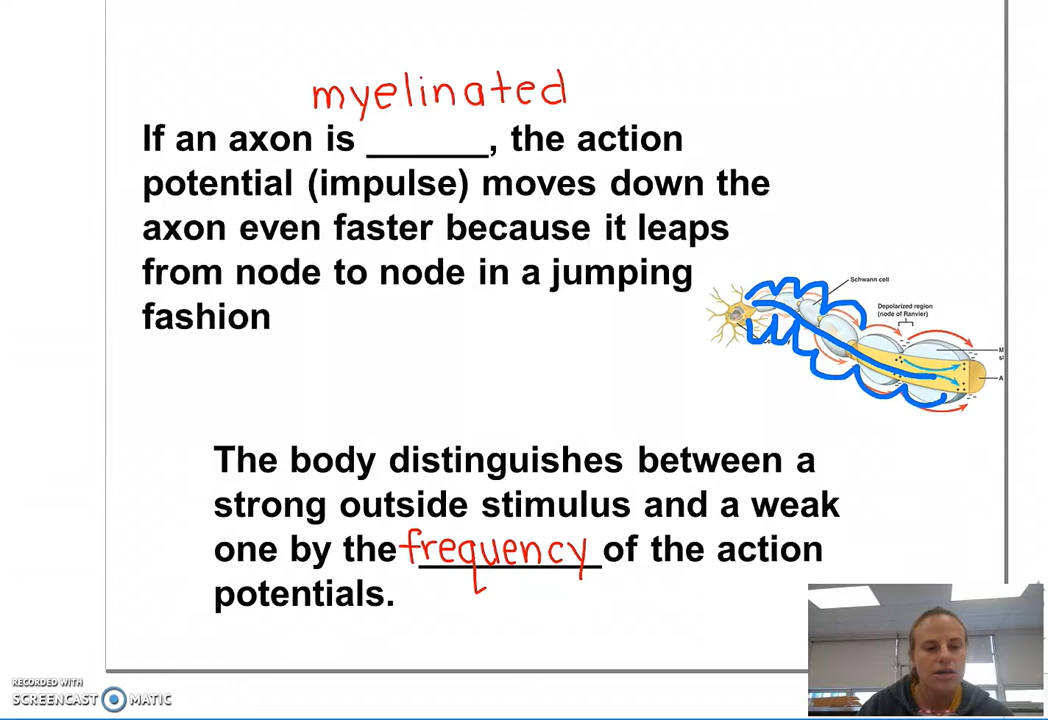 myelinated
If an axon is ______, the action
potential (impulse) moves down the
axon even faster because it leaps
from node to node in a jumping
fashion
Schwann cell
Depolarized region
(node of Ranvier)
The body distinguishes between a
strong outside stimulus and a weak
one by the frequency of the action
potentials.
RECORDED WITH
SCREENCAST MATIC